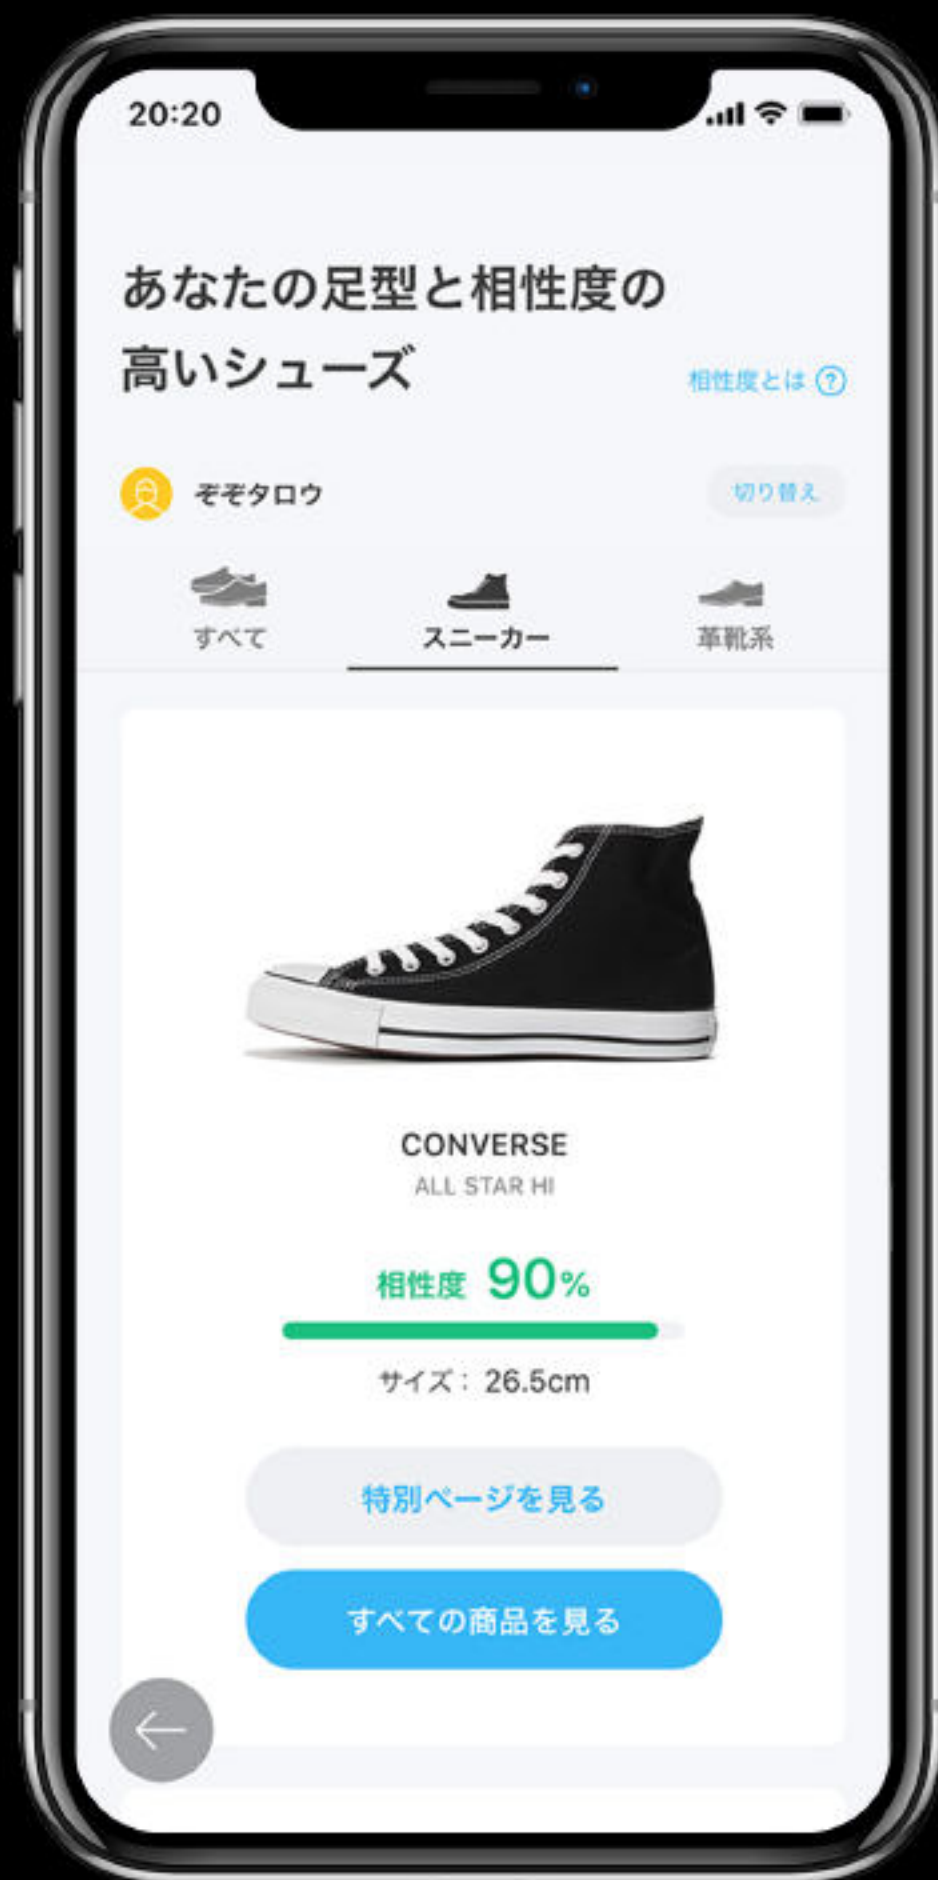 20:20
あなたの足型と相性度の
高いシューズ
相性度とは ?
ぞぞタロウ
切り替え
すべて
スニーカー
革靴系
CONVERSE
ALL STAR HI
相性度 90%
サイズ： 26.5cm
特別ページを見る
すべての商品を見る